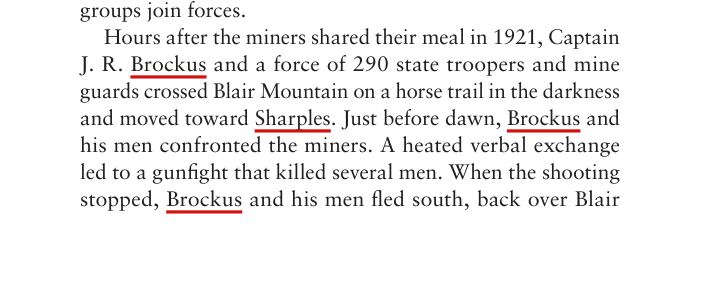 groups join forces.
Hours after the miners shared their meal in 1921, Captain
J. R. Brockus and a force of 290 state troopers and mine
guards crossed Blair Mountain on a horse trail in the darkness
and moved toward Sharples. Just before dawn, Brockus and
his men confronted the miners. A heated verbal exchange
led to a gunfight that killed several men. When the shooting
stopped, Brockus and his men fled south, back over Blair